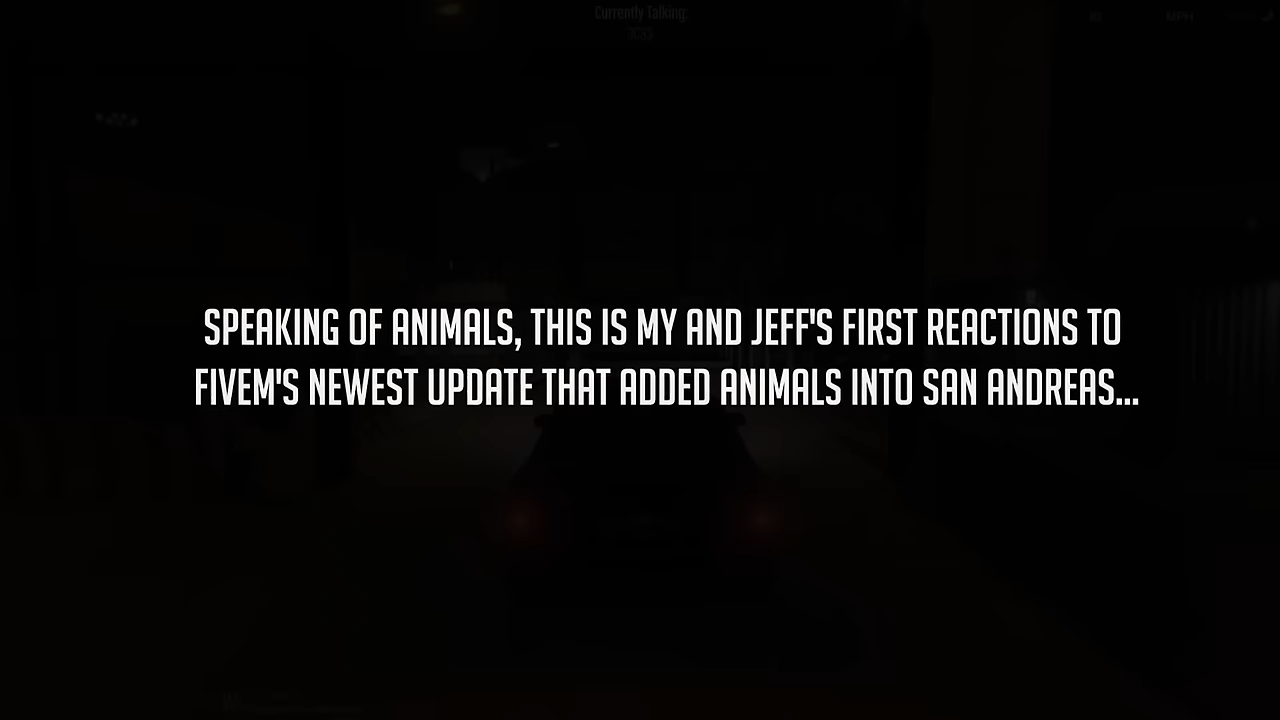 Currently Talking:
SPEAKING OF ANIMALS, THIS IS MY AND JEFF'S FIRST REACTIONS TO
FIVEM'S NEWEST UPDATE THAT ADDED ANIMALS INTO SAN ANDREAS...